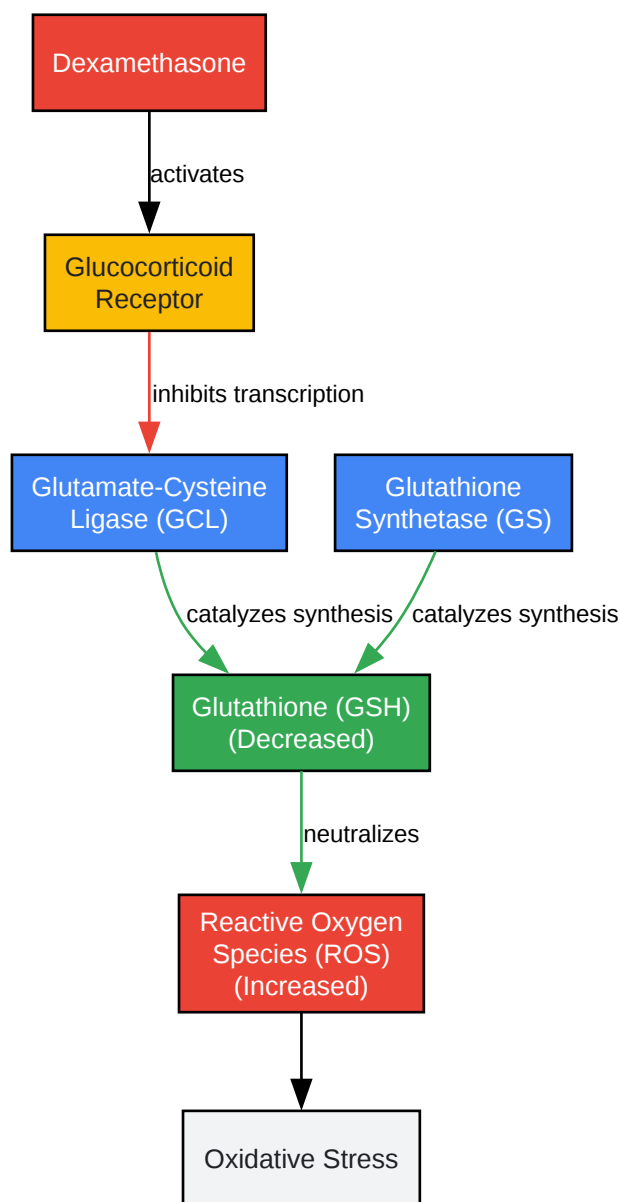 Dexamethasone
activates
Glucocorticoid
Receptor
inhibits transcription
Glutamate-Cysteine
Ligase (GCL)
Glutathione
Synthetase (GS)
catalyzes synthesis
catalyzes synthesis
Glutathione (GSH)
(Decreased)
neutralizes
Reactive Oxygen
Species (ROS)
(Increased)
Oxidative Stress